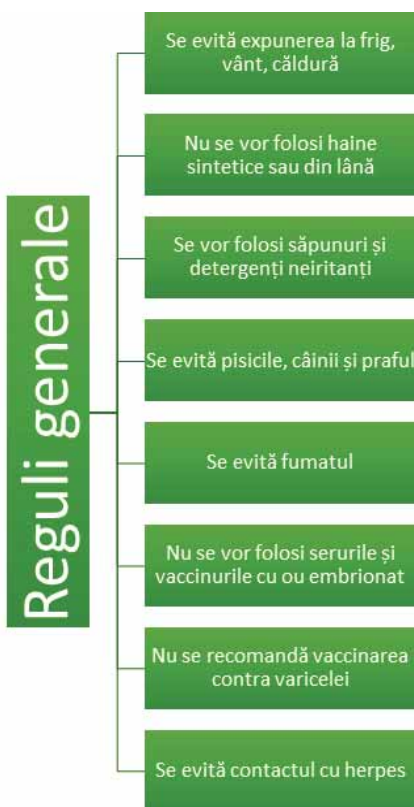 Reguli generale
Se evită expunerea la frig,
vânt, căldură
Nu se vor folosi haine
sintetice sau din lână
Se vor folosi săpunuri și
detergenți neiritanți
Se evită pisicile, câinii și praful
Se evită fumatul
Nu se vor folosi serurile și
vaccinurile cu ou embrionat
Nu se recomandă vaccinarea
contra varicelei
Se evită contactul cu herpes